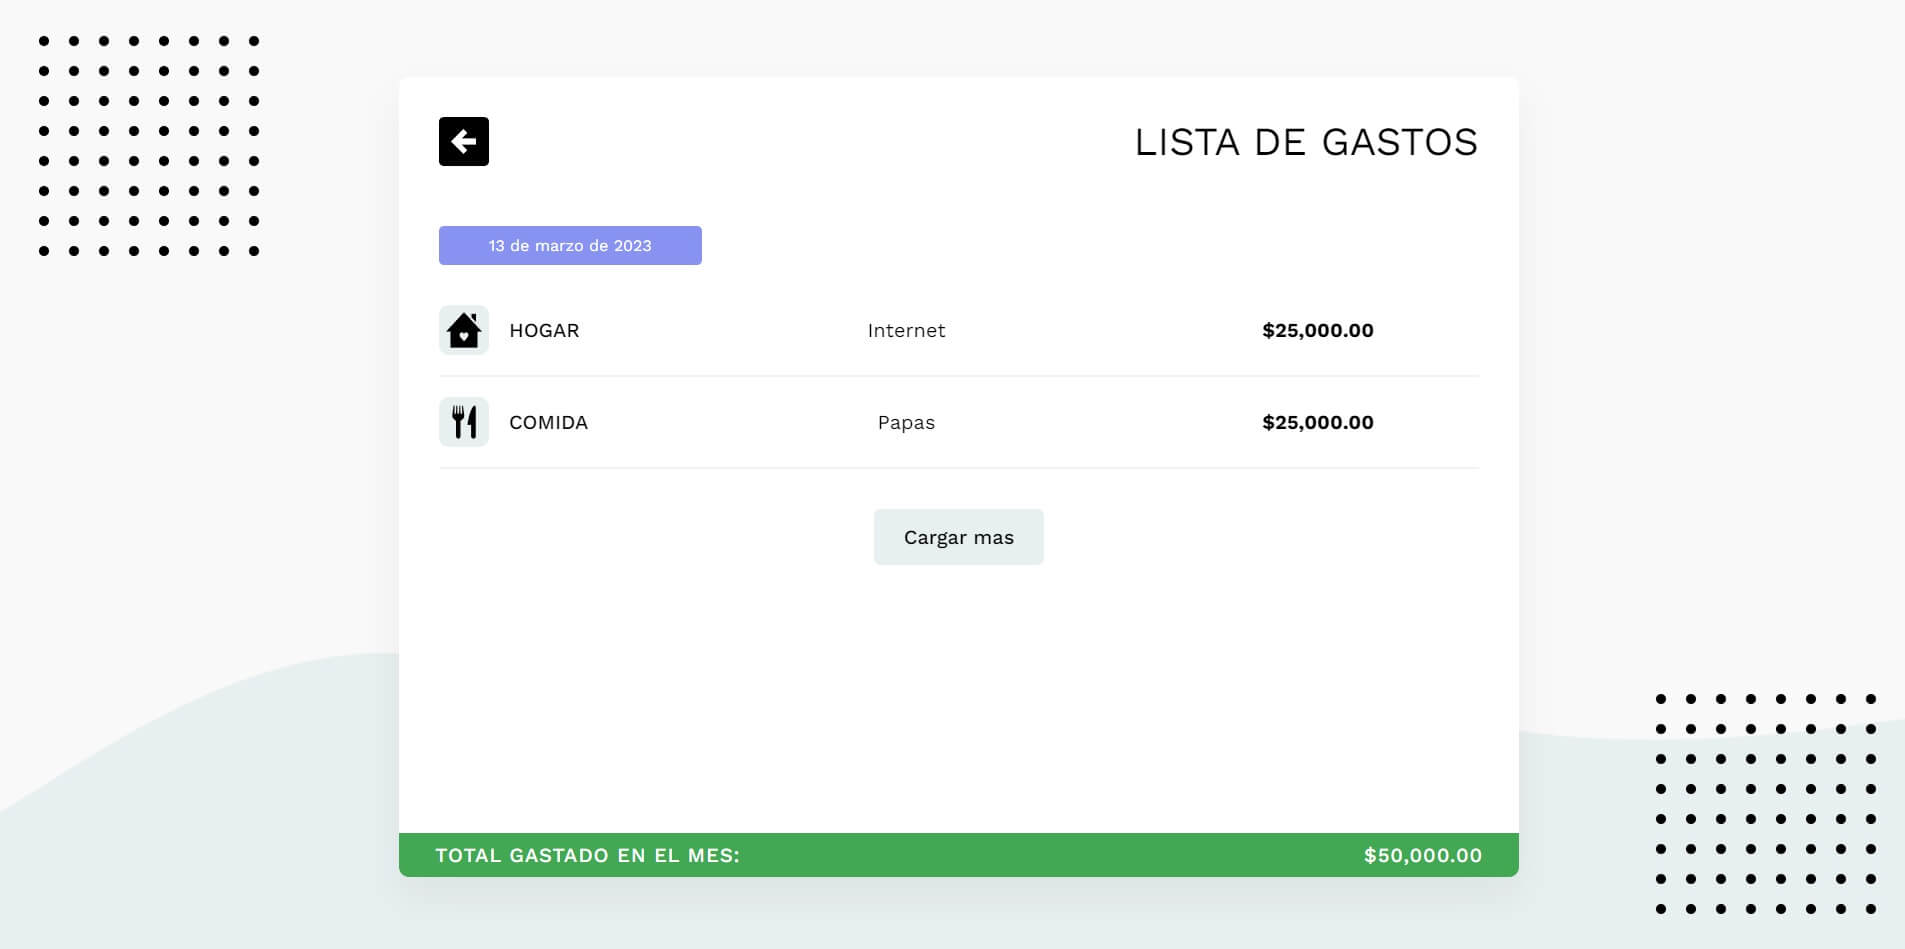 LISTA DE GASTOS
13 de marzo de 2023
HOGAR Internet $25,000.00
COMIDA Papas $25,000.00
Cargar mas
TOTAL GASTADO EN EL MES: $50,000.00